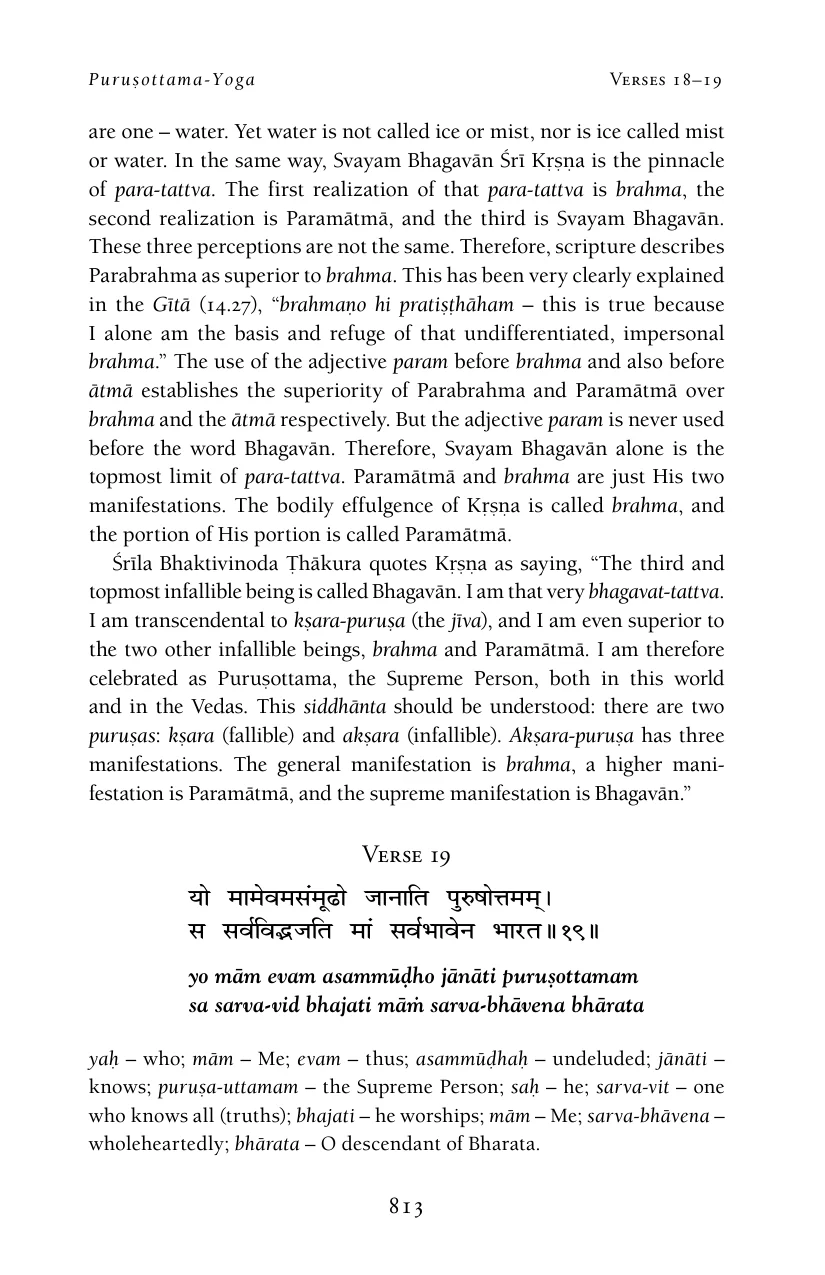 Puruṣottama-Yoga Verses 18–19
are one – water. Yet water is not called ice or mist, nor is ice called mist
or water. In the same way, Svayam Bhagavān Śrī Kṛṣṇa is the pinnacle
of para-tattva. The first realization of that para-tattva is brahma, the
second realization is Paramātmā, and the third is Svayam Bhagavān.
These three perceptions are not the same. Therefore, scripture describes
Parabrahma as superior to brahma. This has been very clearly explained
in the Gītā (14.27), “brahmaṇo hi pratiṣṭhāham – this is true because
I alone am the basis and refuge of that undifferentiated, impersonal
brahma.” The use of the adjective param before brahma and also before
ātmā establishes the superiority of Parabrahma and Paramātmā over
brahma and the ātmā respectively. But the adjective param is never used
before the word Bhagavān. Therefore, Svayam Bhagavān alone is the
topmost limit of para-tattva. Paramātmā and brahma are just His two
manifestations. The bodily effulgence of Kṛṣṇa is called brahma, and
the portion of His portion is called Paramātmā.
Śrīla Bhaktivinoda Ṭhākura quotes Kṛṣṇa as saying, “The third and
topmost infallible being is called Bhagavān. I am that very bhagavat-tattva.
I am transcendental to kṣara-puruṣa (the jīva), and I am even superior to
the two other infallible beings, brahma and Paramātmā. I am therefore
celebrated as Puruṣottama, the Supreme Person, both in this world
and in the Vedas. This siddhānta should be understood: there are two
puruṣas: kṣara (fallible) and akṣara (infallible). Akṣara-puruṣa has three
manifestations. The general manifestation is brahma, a higher mani-
festation is Paramātmā, and the supreme manifestation is Bhagavān.”
Verse 19
यो मामेवमसंमूढो जानाति पुरुषोत्तमम्।
स सर्वविद्भजति मां सर्वभावेन भारत॥१९॥
yo mām evam asammūḍho jānāti puruṣottamam
sa sarva-vid bhajati māṁ sarva-bhāvena bhārata
yaḥ – who; mām – Me; evam – thus; asammūḍhaḥ – undeluded; jānāti –
knows; puruṣa-uttamam – the Supreme Person; saḥ – he; sarva-vit – one
who knows all (truths); bhajati – he worships; mām – Me; sarva-bhāvena –
wholeheartedly; bhārata – O descendant of Bharata.
813